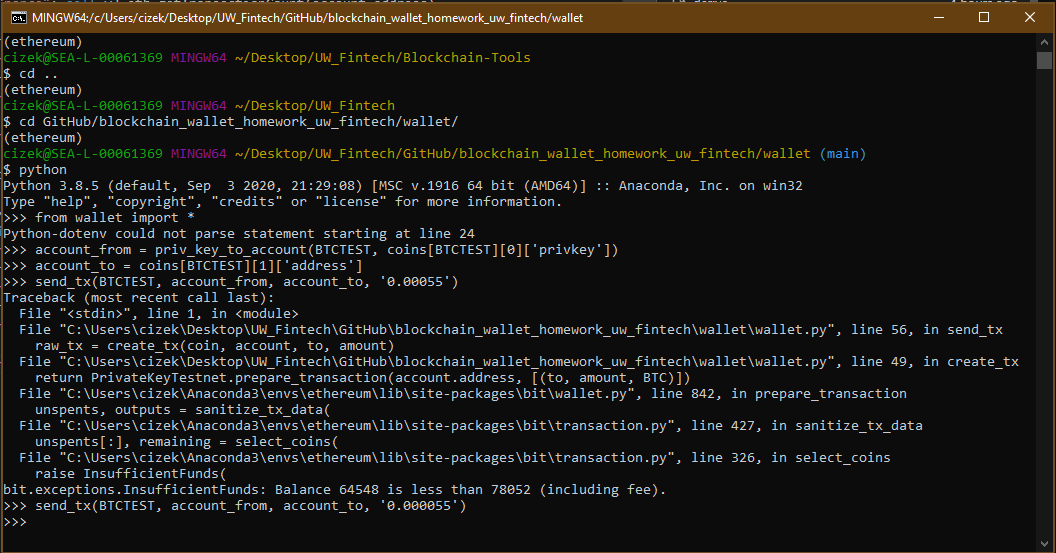 MINGW64:/c/Users/cizek/Desktop/UW_Fintech/GitHub/blockchain_wallet_homework_uw_fintech/wallet
(ethereum)
cizek@SEA-L-00061369 MINGW64 ~/Desktop/UW_Fintech/Blockchain-Tools
$ cd ..
(ethereum)
cizek@SEA-L-00061369 MINGW64 ~/Desktop/UW_Fintech
$ cd GitHub/blockchain_wallet_homework_uw_fintech/wallet/
(ethereum)
cizek@SEA-L-00061369 MINGW64 ~/Desktop/UW_Fintech/GitHub/blockchain_wallet_homework_uw_fintech/wallet (main)
$ python
Python 3.8.5 (default, Sep  3 2020, 21:29:08) [MSC v.1916 64 bit (AMD64)] :: Anaconda, Inc. on win32
Type "help", "copyright", "credits" or "license" for more information.
>>> from wallet import *
Python-dotenv could not parse statement starting at line 24
>>> account_from = priv_key_to_account(BTCTEST, coins[BTCTEST][0]['privkey'])
>>> account_to = coins[BTCTEST][1]['address']
>>> send_tx(BTCTEST, account_from, account_to, '0.00055')
Traceback (most recent call last):
  File "<stdin>", line 1, in <module>
  File "C:\Users\cizek\Desktop\UW_Fintech\GitHub\blockchain_wallet_homework_uw_fintech\wallet\wallet.py", line 56, in send_tx
    raw_tx = create_tx(coin, account, to, amount)
  File "C:\Users\cizek\Desktop\UW_Fintech\GitHub\blockchain_wallet_homework_uw_fintech\wallet\wallet.py", line 49, in create_tx
    return PrivateKeyTestnet.prepare_transaction(account.address, [(to, amount, BTC)])
  File "C:\Users\cizek\Anaconda3\envs\ethereum\lib\site-packages\bit\wallet.py", line 842, in prepare_transaction
    unspents, outputs = sanitize_tx_data(
  File "C:\Users\cizek\Anaconda3\envs\ethereum\lib\site-packages\bit\transaction.py", line 427, in sanitize_tx_data
    unspents[:], remaining = select_coins(
  File "C:\Users\cizek\Anaconda3\envs\ethereum\lib\site-packages\bit\transaction.py", line 326, in select_coins
    raise InsufficientFunds(
bit.exceptions.InsufficientFunds: Balance 64548 is less than 78052 (including fee).
>>> send_tx(BTCTEST, account_from, account_to, '0.000055')
>>>